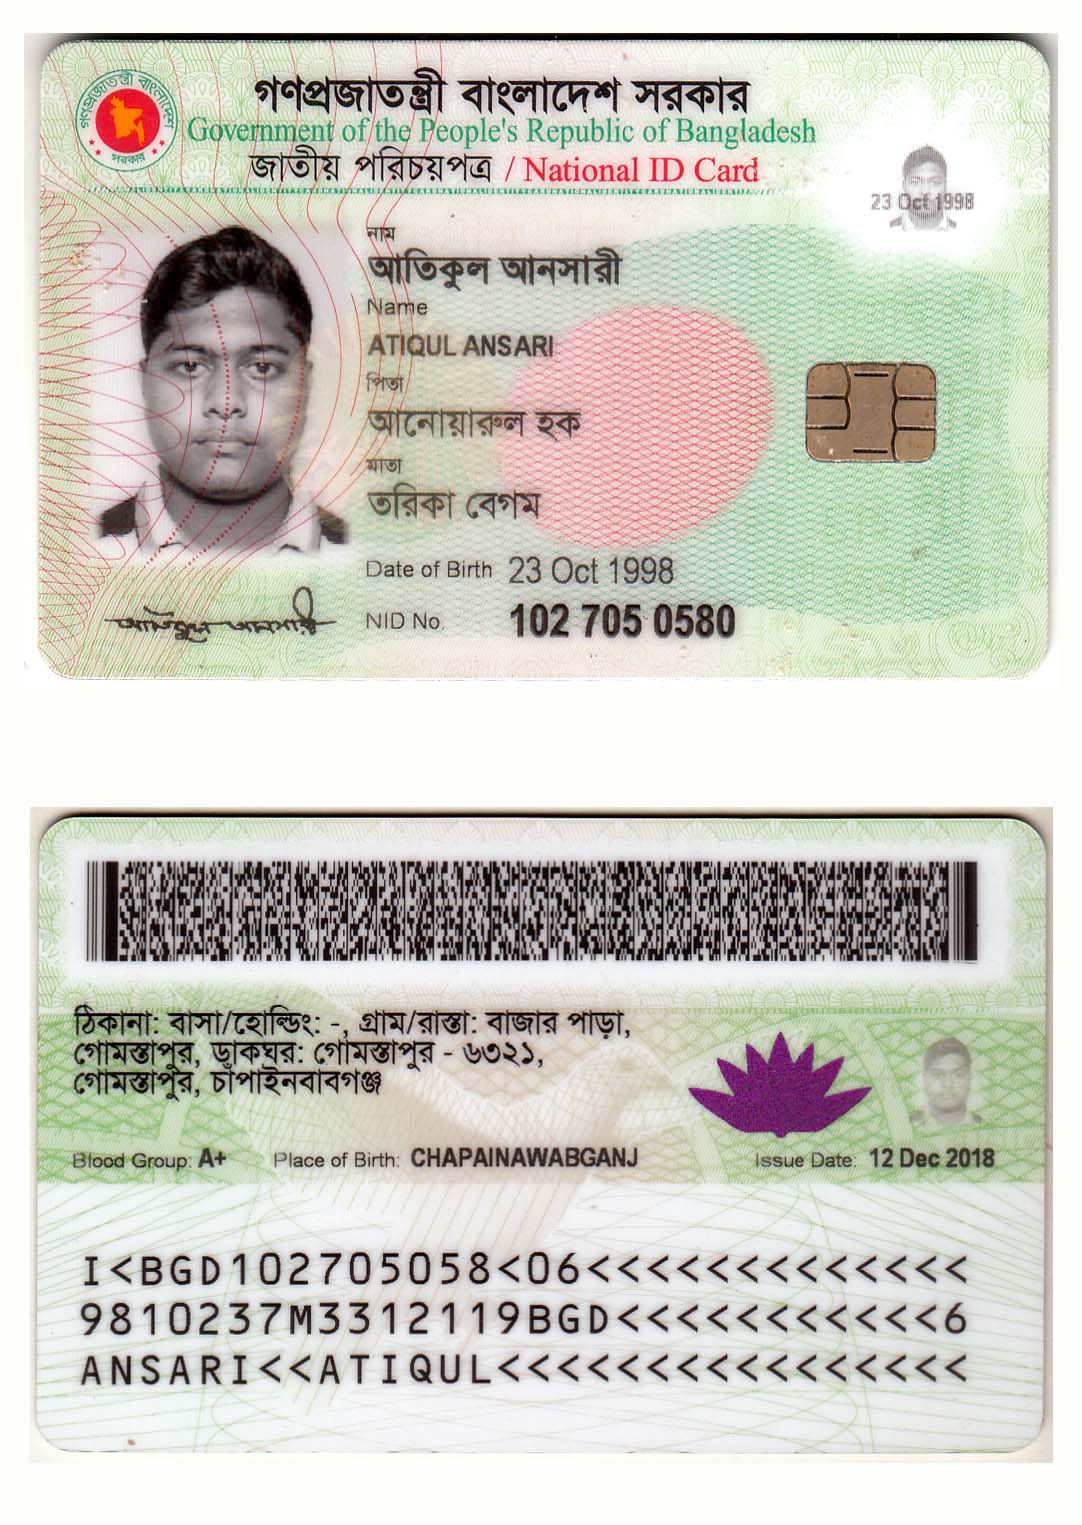 গণপ্রজাতন্ত্রী বাংলাদেশ সরকার
Government of the People's Republic of Bangladesh
জাতীয় পরিচয়পত্র / National ID Card
গণপ্রজাতন্ত্রী বাংলাদেশ
সরকার
23 Oct 1998
নাম
আতিকুল আনসারী
Name
ATIQUL ANSARI
পিতা
আনোয়ারুল হক
মাতা
তরিকা বেগম
Date of Birth 23 Oct 1998
NID No. 102 705 0580
আতিকুল আনসারী
ঠিকানা: বাসা/হোল্ডিং: -, গ্রাম/রাস্তা: বাজার পাড়া,
গোমস্তাপুর, ডাকঘর: গোমস্তাপুর - ৬৩২১,
গোমস্তাপুর, চাঁপাইনবাবগঞ্জ
Blood Group: A+ Place of Birth: CHAPAINAWABGANJ Issue Date: 12 Dec 2018
I<BGD102705058<06<<<<<<<<<<<<<
9810237M3312119BGD<<<<<<<<<<<6
ANSARI<<ATIQUL<<<<<<<<<<<<<<<<